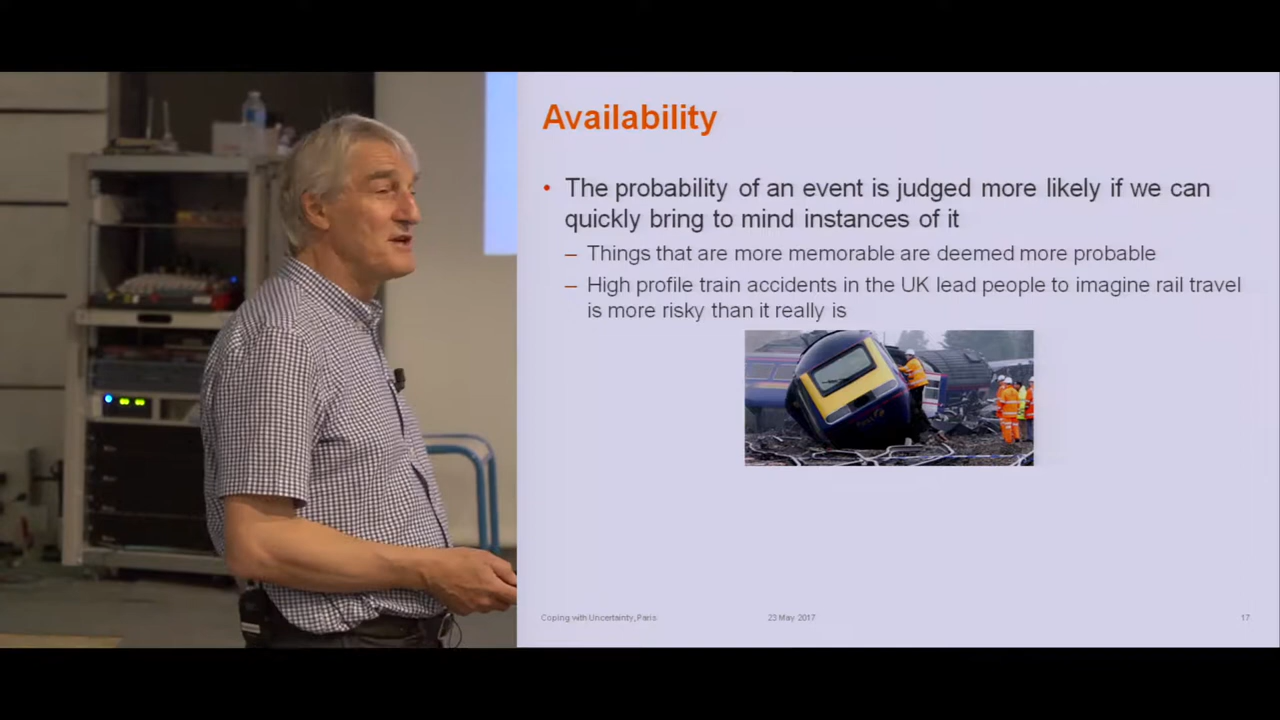 Availability
• The probability of an event is judged more likely if we can
quickly bring to mind instances of it
– Things that are more memorable are deemed more probable
– High profile train accidents in the UK lead people to imagine rail travel
is more risky than it really is
Coping with Uncertainty, Paris
23 May 2017
17